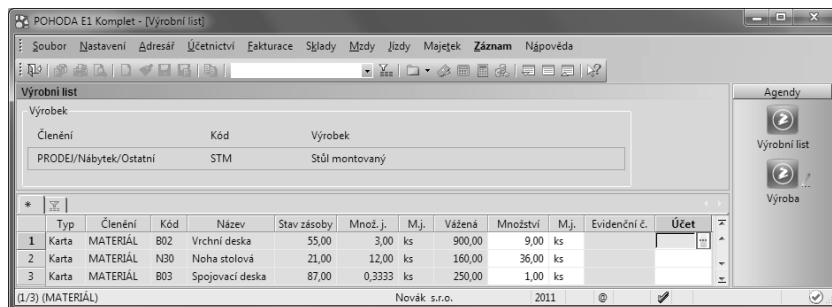 POHODA E1 Komplet - [Výrobní list]
Soubor Nastavení Adresář Účetnictví Fakturace Sklady Mzdy Jízdy Majetek Záznam Nápověda
Výrobní list
Agendy
Výrobek
Členění Kód Výrobek
PRODEJ/Nábytek/Ostatní STM Stůl montovaný
Výrobní list
Výroba
* 
Typ Členění Kód Název Stav zásoby Množ. j. M.j. Vážená Množství M.j. Evidenční č. Účet
1 Karta MATERIÁL B02 Vrchní deska 55,00 3,00 ks 900,00 9,00 ks
2 Karta MATERIÁL N30 Noha stolová 21,00 12,00 ks 160,00 36,00 ks
3 Karta MATERIÁL B03 Spojovací deska 87,00 0,3333 ks 250,00 1,00 ks
(1/3) (MATERIÁL) Novák s.r.o. 2011 @